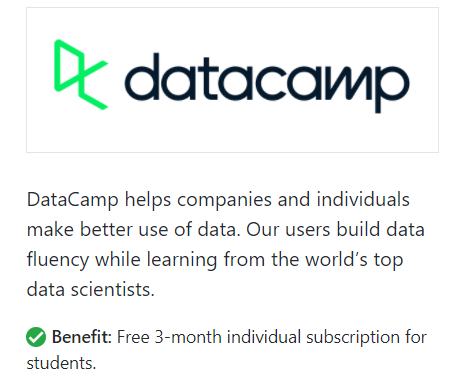 datacamp
DataCamp helps companies and individuals
make better use of data. Our users build data
fluency while learning from the world’s top
data scientists.
Benefit: Free 3-month individual subscription for
students.